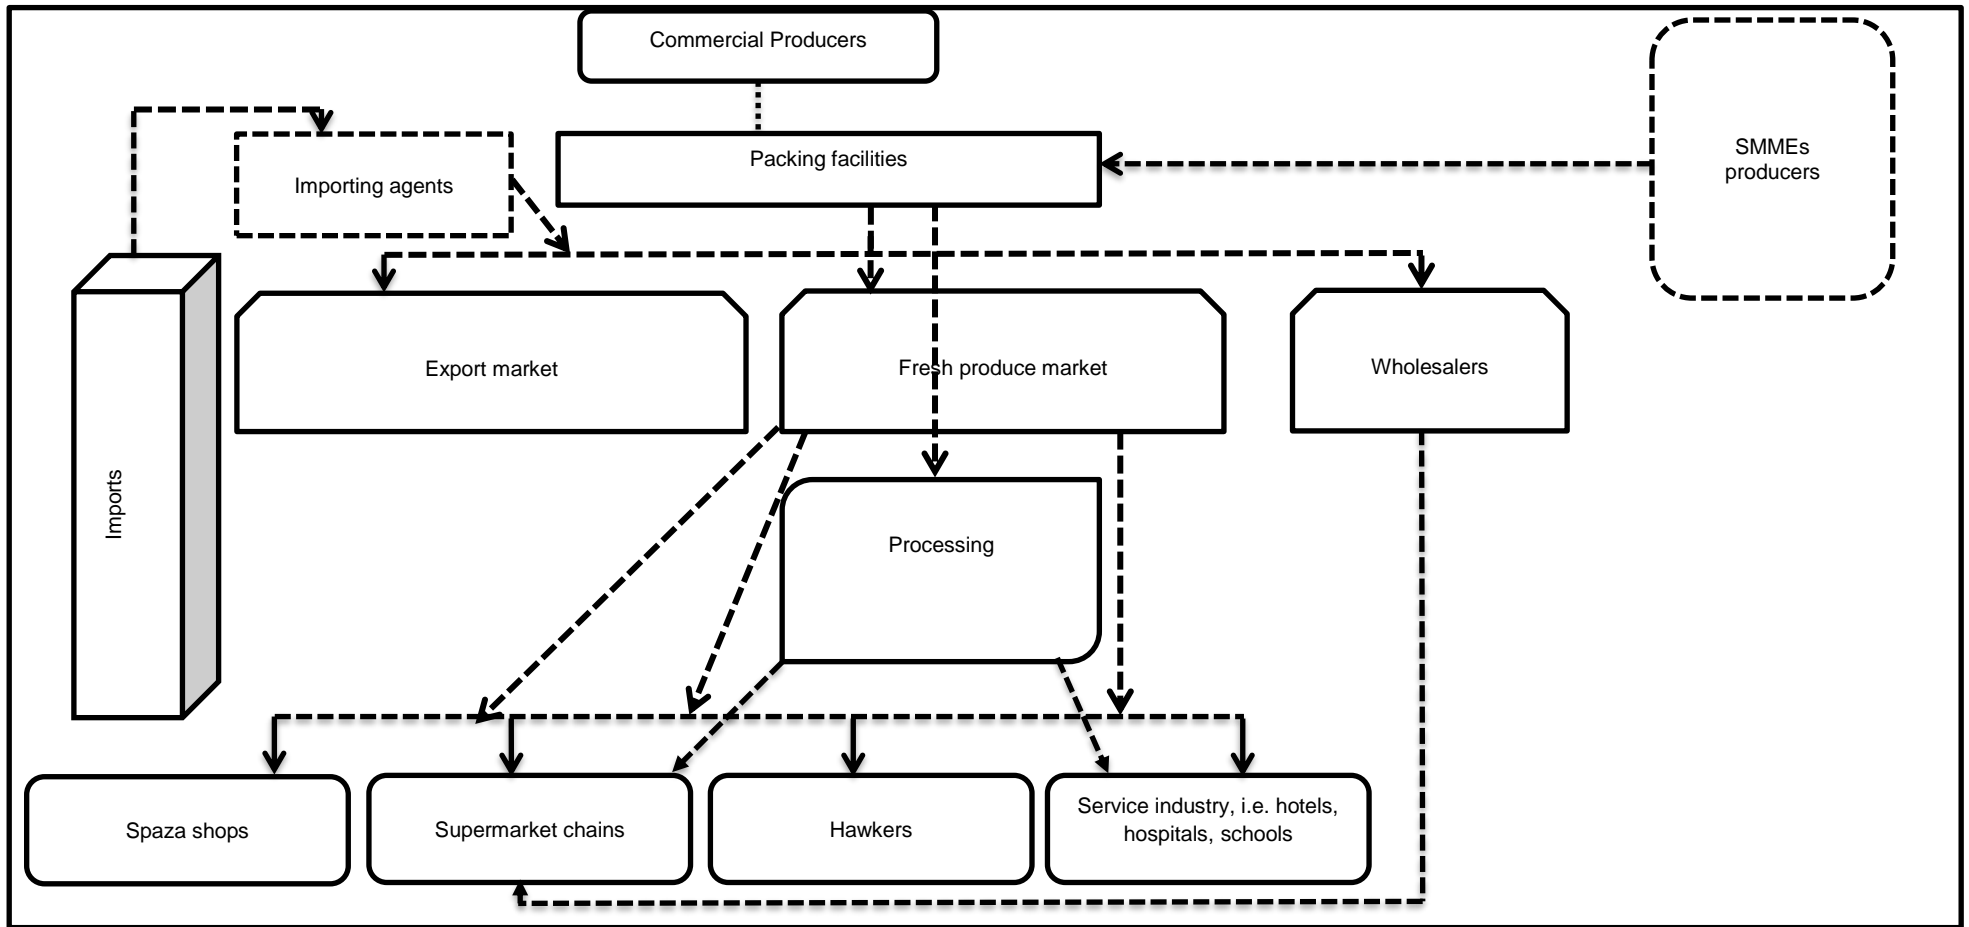 Commercial Producers
SMMEs
producers
Packing facilities
Importing agents
Export market
Fresh produce market
Wholesalers
Imports
Processing
Spaza shops
Supermarket chains
Hawkers
Service industry, i.e. hotels,
hospitals, schools